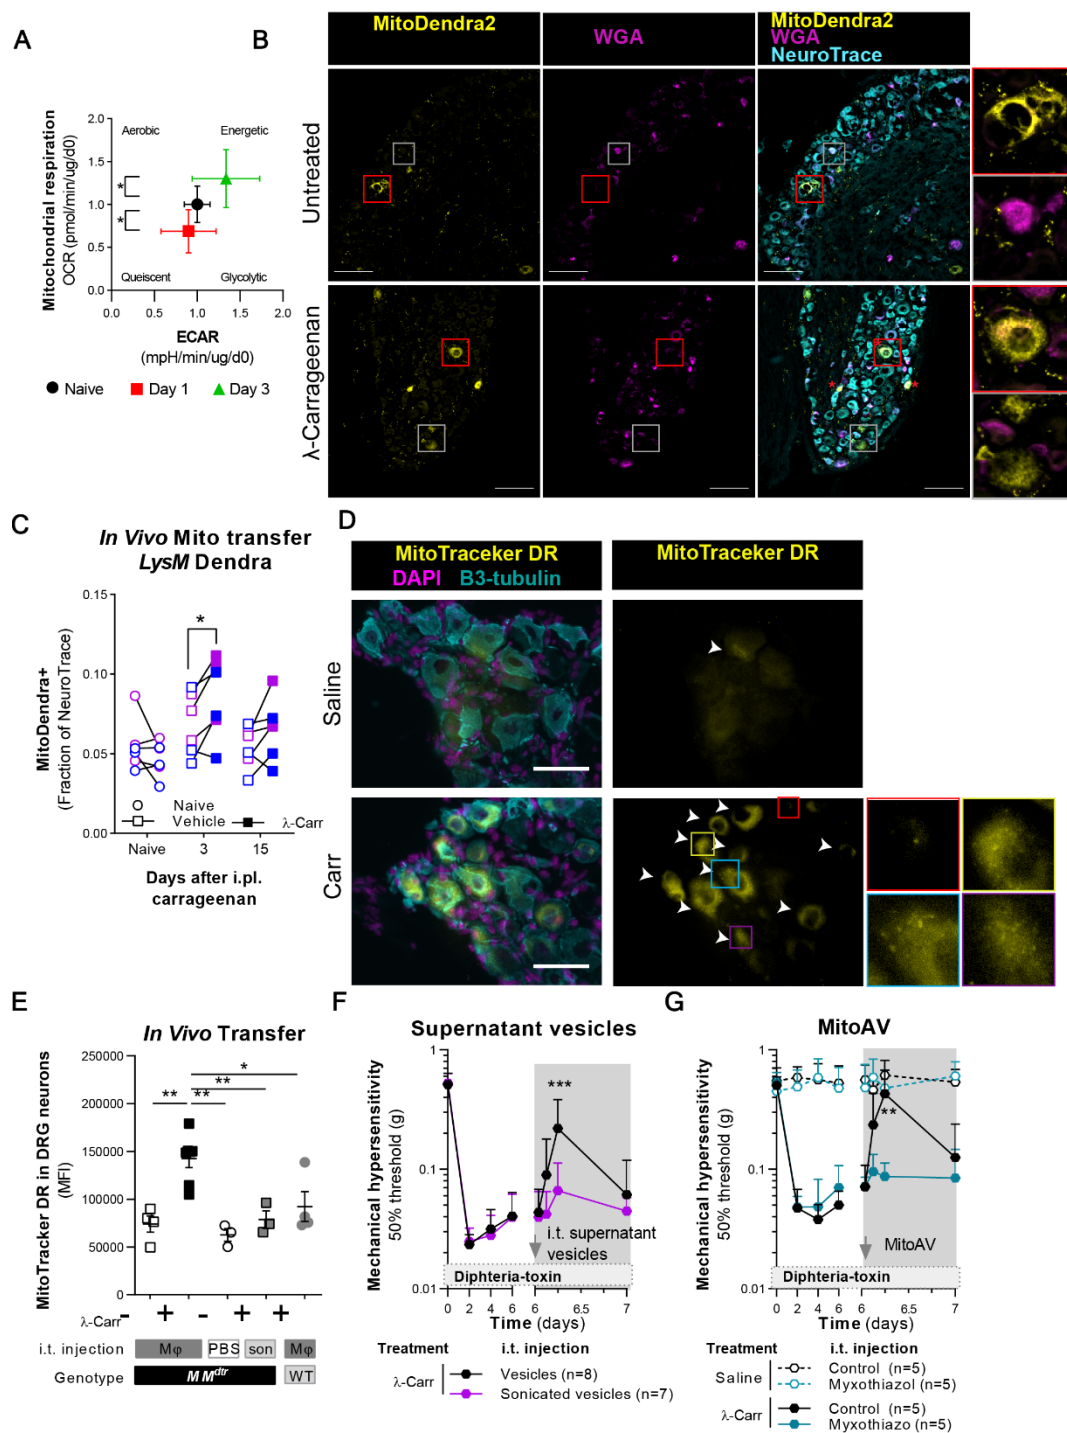 A
Aerobic
Energetic
Queiscent
Glycolytic
Mitochondrial respiration
OCR (pmol/min/ug/d0)
2.0
1.5
1.0
0.5
0.0
*
*
0.0 0.5 1.0 1.5 2.0
ECAR
(mpH/min/ug/d0)
Naive Day 1 Day 3
B
MitoDendra2
WGA
MitoDendra2
WGA
NeuroTrace
Untreated
λ-Carrageenan
* *
C
In Vivo Mito transfer
LysM Dendra
MitoDendra+
(Fraction of NeuroTrace)
0.15
0.10
0.05
0.00
*
Naive
Vehicle
λ-Carr
Naive 3 15
Days after i.pl.
carrageenan
D
MitoTraceker DR
DAPI B3-tubulin
MitoTraceker DR
Saline
Carr
E
In Vivo Transfer
MitoTracker DR in DRG neurons
(MFI)
250000
200000
150000
100000
50000
0
*
**
** **
λ-Carr - + - + + 
i.t. injection Mφ PBS son Mφ
Genotype MMdtr WT
F
Supernatant vesicles
Mechanical hypersensitivity
50% threshold (g)
1
0.1
0.01
***
i.t. supernatant
vesicles
Diphteria-toxin
0 2 4 6 6 6.5 7
Time (days)
Treatment i.t. injection
λ-Carr
Vesicles (n=8)
Sonicated vesicles (n=7)
G
MitoAV
Mechanical hypersensitivity
50% threshold (g)
1
0.1
0.01
**
MitoAV
Diphteria-toxin
0 2 4 6 6 6.5 7
Time (days)
Treatment i.t. injection
Saline
Control (n=5)
Myxothiazol (n=5)
λ-Carr
Control (n=5)
Myxothiazo (n=5)